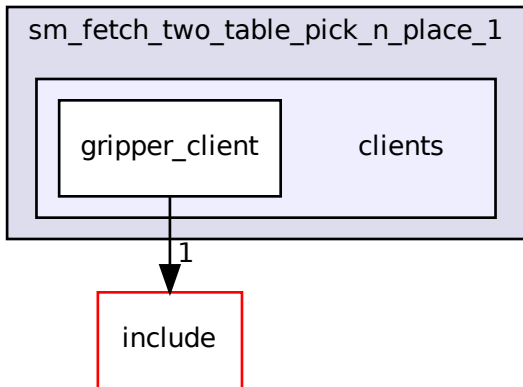 sm_fetch_two_table_pick_n_place_1
gripper_client
clients
1
include